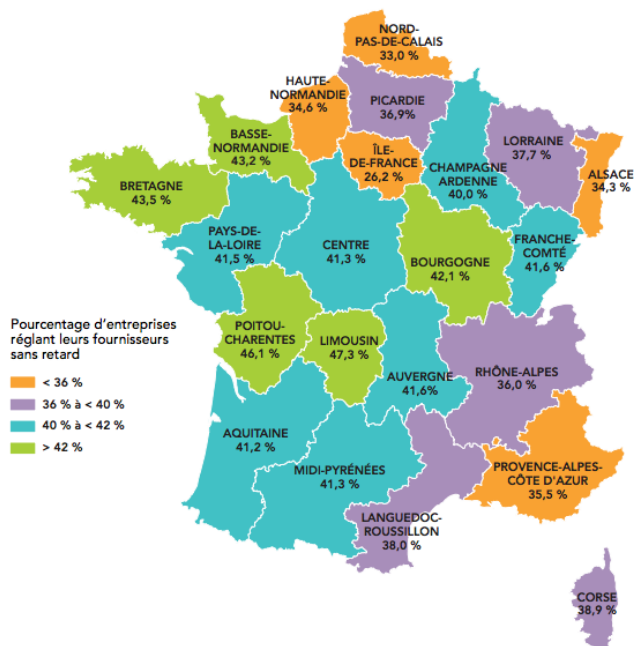 NORD-
PAS-DE-CALAIS
33,0 %
HAUTE-
NORMANDIE
34,6 %
PICARDIE
36,9%
BASSE-
NORMANDIE
43,2 %
ÎLE-
DE-FRANCE
26,2 %
CHAMPAGNE
ARDENNE
40,0 %
LORRAINE
37,7 %
ALSACE
34,3 %
BRETAGNE
43,5 %
PAYS-DE-
LA-LOIRE
41,5 %
CENTRE
41,3 %
BOURGOGNE
42,1 %
FRANCHE-
COMTÉ
41,6 %
POITOU-
CHARENTES
46,1 %
LIMOUSIN
47,3 %
AUVERGNE
41,6%
RHÔNE-ALPES
36,0 %
AQUITAINE
41,2 %
MIDI-PYRÉNÉES
41,3 %
LANGUEDOC-
ROUSSILLON
38,0 %
PROVENCE-ALPES-
CÔTE D'AZUR
35,5 %
CORSE
38,9 %
Pourcentage d'entreprises
réglant leurs fournisseurs
sans retard
< 36 %
36 % à < 40 %
40 % à < 42 %
> 42 %